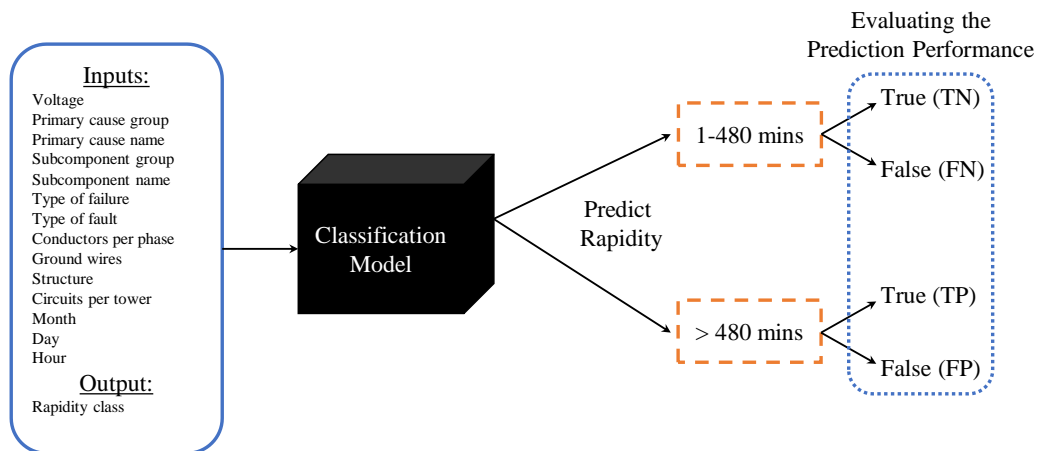 Inputs:
Voltage
Primary cause group
Primary cause name
Subcomponent group
Subcomponent name
Type of failure
Type of fault
Conductors per phase
Ground wires
Structure
Circuits per tower
Month
Day
Hour
Output:
Rapidity class
Classification
Model
Predict
Rapidity
1-480 mins
> 480 mins
Evaluating the
Prediction Performance
True (TN)
False (FN)
True (TP)
False (FP)